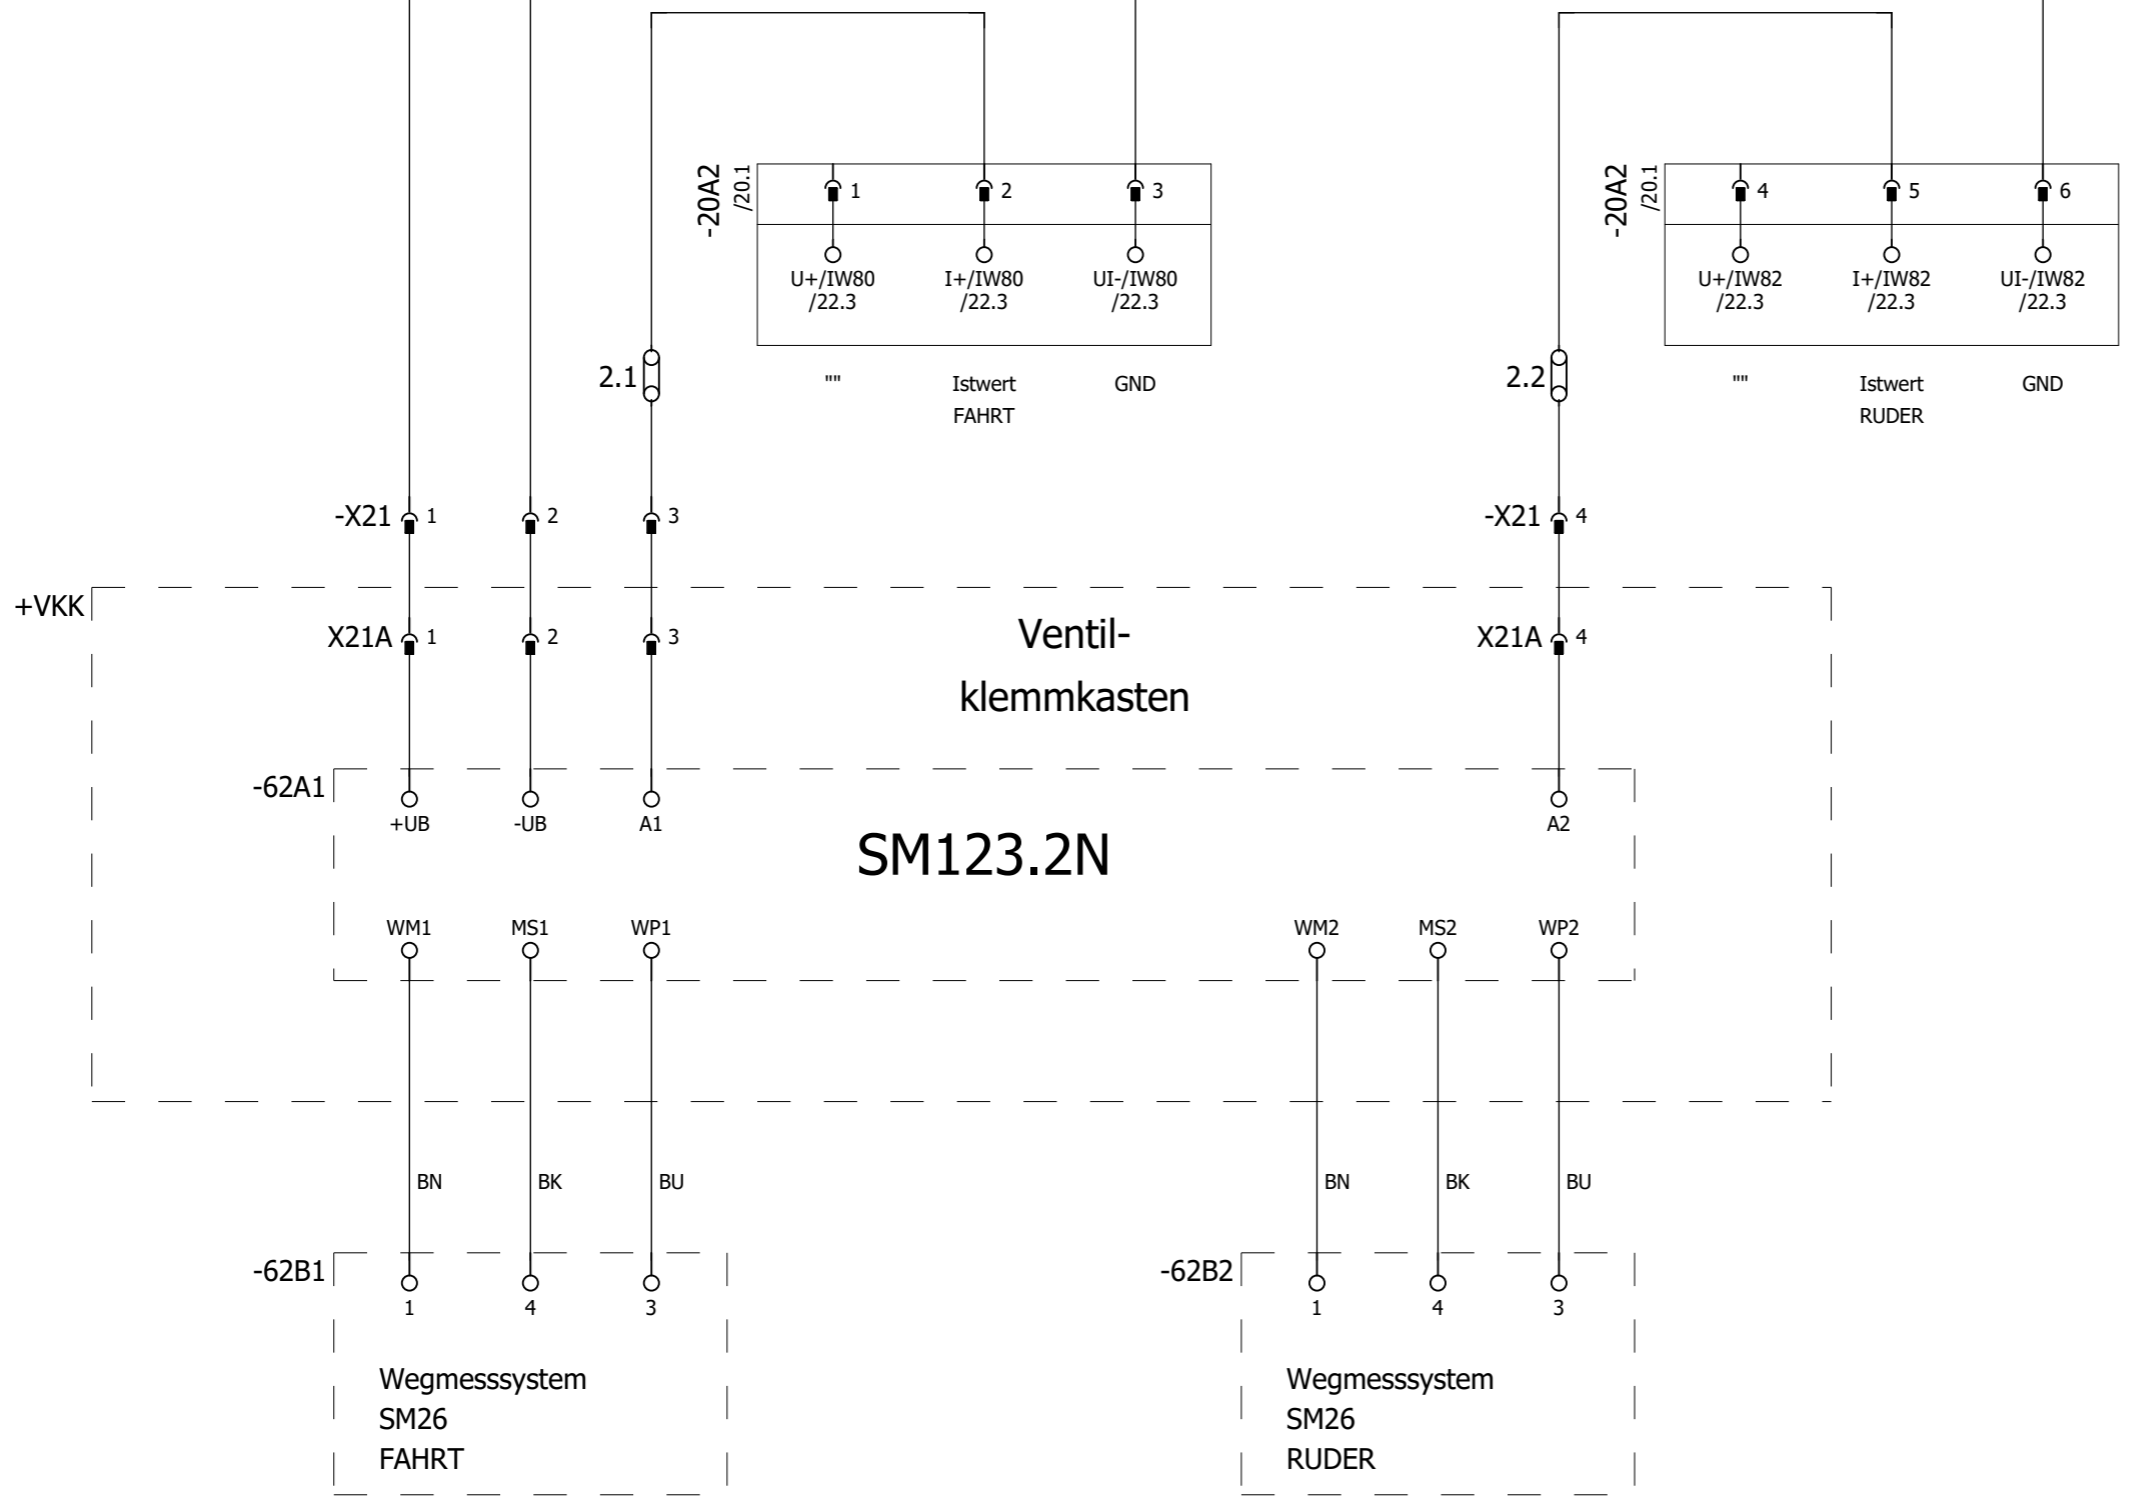 -20A2
/20.1
1
2
3
U+/IW80
/22.3
I+/IW80
/22.3
UI-/IW80
/22.3
-20A2
/20.1
4
5
6
U+/IW82
/22.3
I+/IW82
/22.3
UI-/IW82
/22.3
2.1
""
Istwert
FAHRT
GND
2.2
""
Istwert
RUDER
GND
-X21
1
2
3
-X21
4
+VKK
X21A
1
2
3
Ventil-
klemmkasten
X21A
4
-62A1
+UB
-UB
A1
A2
SM123.2N
WM1
MS1
WP1
WM2
MS2
WP2
BN
BK
BU
BN
BK
BU
-62B1
1
4
3
Wegmesssystem
SM26
FAHRT
-62B2
1
4
3
Wegmesssystem
SM26
RUDER